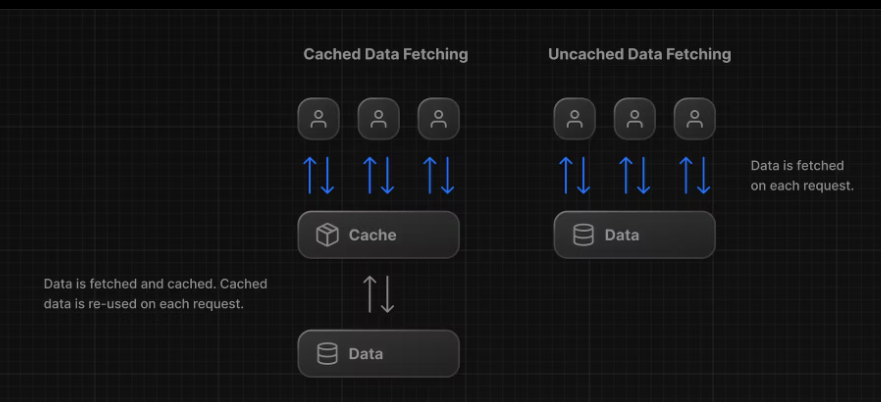 Cached Data Fetching
Uncached Data Fetching
Data is fetched
on each request.
Cache
Data
Data is fetched and cached. Cached
data is re-used on each request.
Data